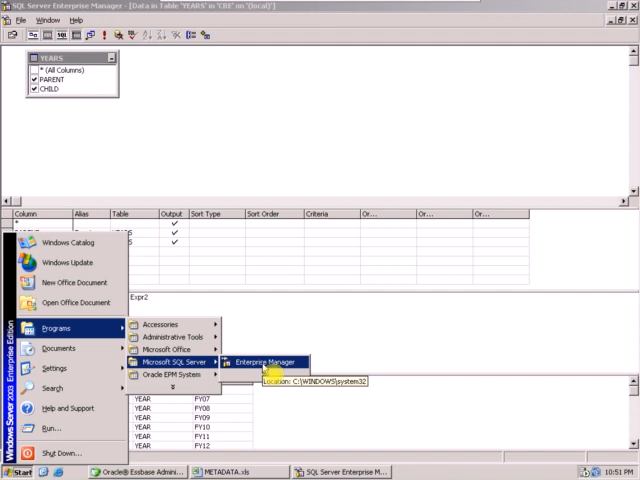 SQL Server Enterprise Manager - [Data in Table 'YEARS' in 'CRE' on '(local)']
File Window Help
YEARS
* (All Columns)
PARENT
CHILD
Column Alias Table Output Sort Type Sort Order Criteria Or... Or... Or...
*
Expr2
Windows Server 2003 Enterprise Edition
Windows Catalog
Windows Update
New Office Document
Open Office Document
Programs
Documents
Settings
Search
Help and Support
Run...
Shut Down...
Accessories
Administrative Tools
Microsoft Office
Microsoft SQL Server
Oracle EPM System
Enterprise Manager
Location: C:\WINDOWS\system32
YEAR FY07
YEAR FY08
YEAR FY09
YEAR FY10
YEAR FY11
YEAR FY12
Start
Oracle® Essbase Admini...
METADATA.xls
SQL Server Enterprise M...
10:51 PM